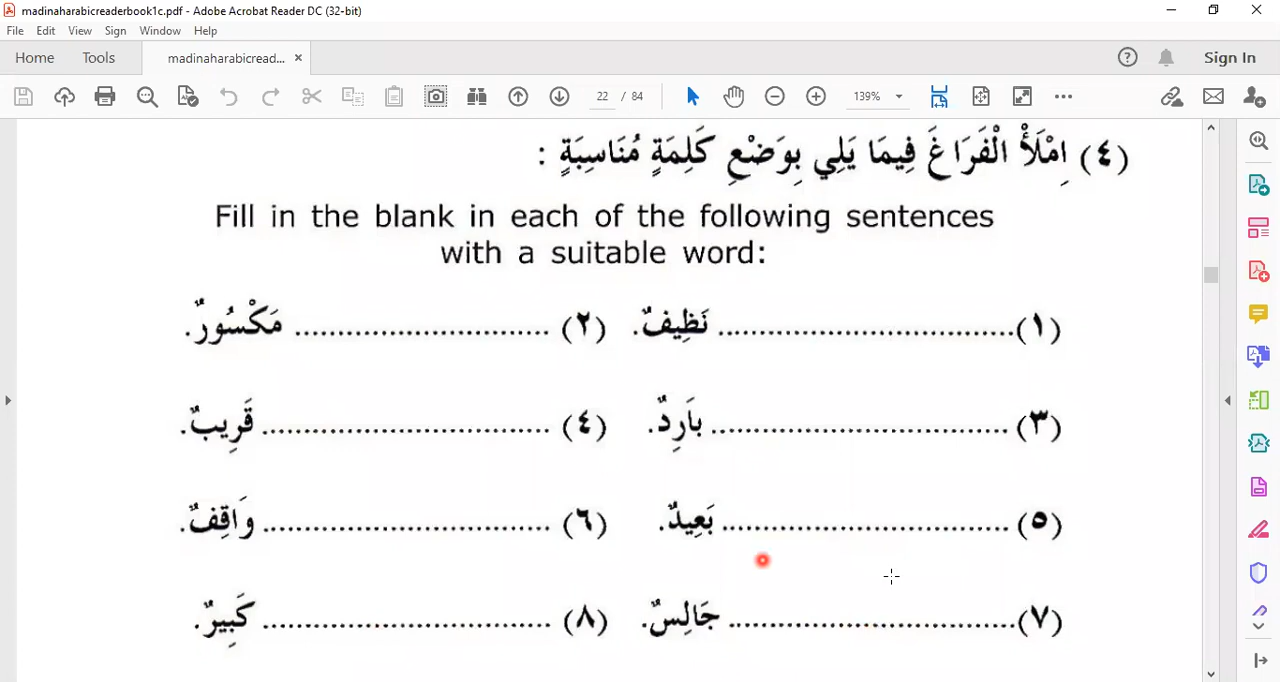 madinaharabicreaderbook1c.pdf - Adobe Acrobat Reader DC (32-bit)
File Edit View Sign Window Help
Home Tools madinaharabicread... × Sign In
22 / 84 139%
(٤) اِمْلَأْ الْفَرَاغَ فِيمَا يَلِي بِوَضْعِ كَلِمَةٍ مُنَاسِبَةٍ :
Fill in the blank in each of the following sentences
with a suitable word:
(١) ............................... نَظِيفٌ. (٢) ........................... مَكْسُورٌ.
(٣) ............................... بَارِدٌ. (٤) ............................... قَرِيبٌ.
(٥) ............................... بَعِيدٌ. (٦) ............................... وَاقِفٌ.
(٧) ............................... جَالِسٌ. (٨) ............................... كَبِيرٌ.